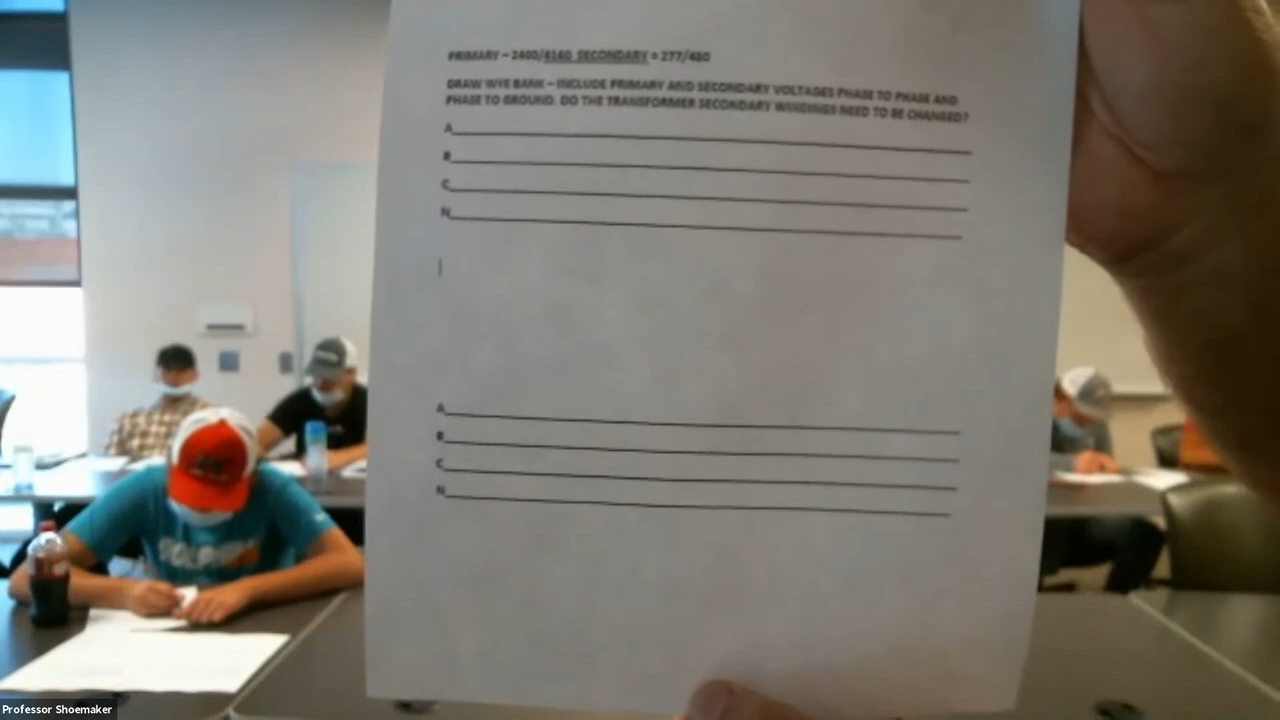 PRIMARY – 2400/4160 SECONDARY = 277/480
DRAW WYE BANK – INCLUDE PRIMARY AND SECONDARY VOLTAGES PHASE TO PHASE AND
PHASE TO GROUND. DO THE TRANSFORMER SECONDARY WINDINGS NEED TO BE CHANGED?
A
B
C
N
A
B
C
N
Professor Shoemaker